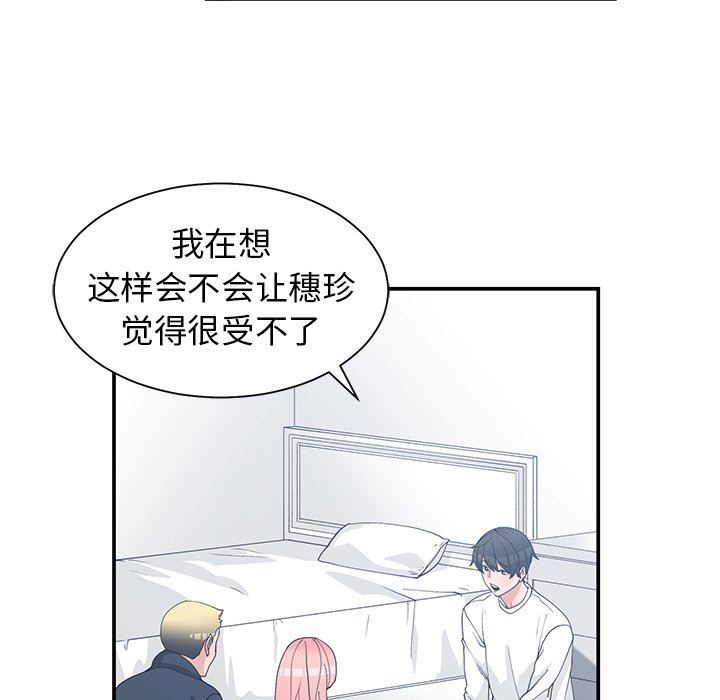 我在想
这样会不会让穗珍
觉得很受不了